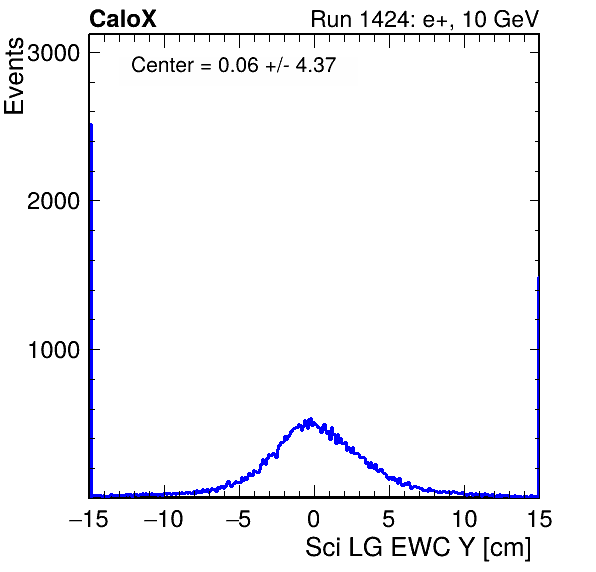 CaloX Run 1424: e+, 10 GeV
Center = 0.06 +/- 4.37
Events
3000
2000
1000
−15 −10 −5 0 5 10 15
Sci LG EWC Y [cm]